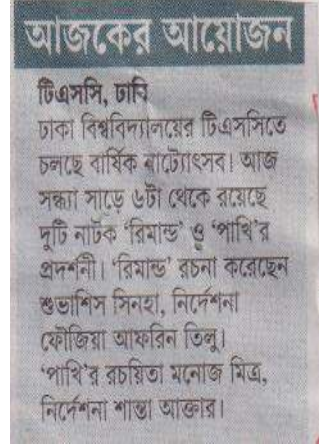 আজকের আয়োজন
টিএসসি, ঢাবি
ঢাকা বিশ্ববিদ্যালয়ের টিএসসিতে
চলছে বার্ষিক নাট্যোৎসব। আজ
সন্ধ্যা সাড়ে ৬টা থেকে রয়েছে
দুটি নাটক ‘রিমান্ড’ ও ‘পাখি’র
প্রদর্শনী। ‘রিমান্ড’ রচনা করেছেন
শুভাশিস সিনহা, নির্দেশনা
ফৌজিয়া আফরিন তিলু।
‘পাখি’র রচয়িতা মনোজ মিত্র,
নির্দেশনা শান্তা আক্তার।